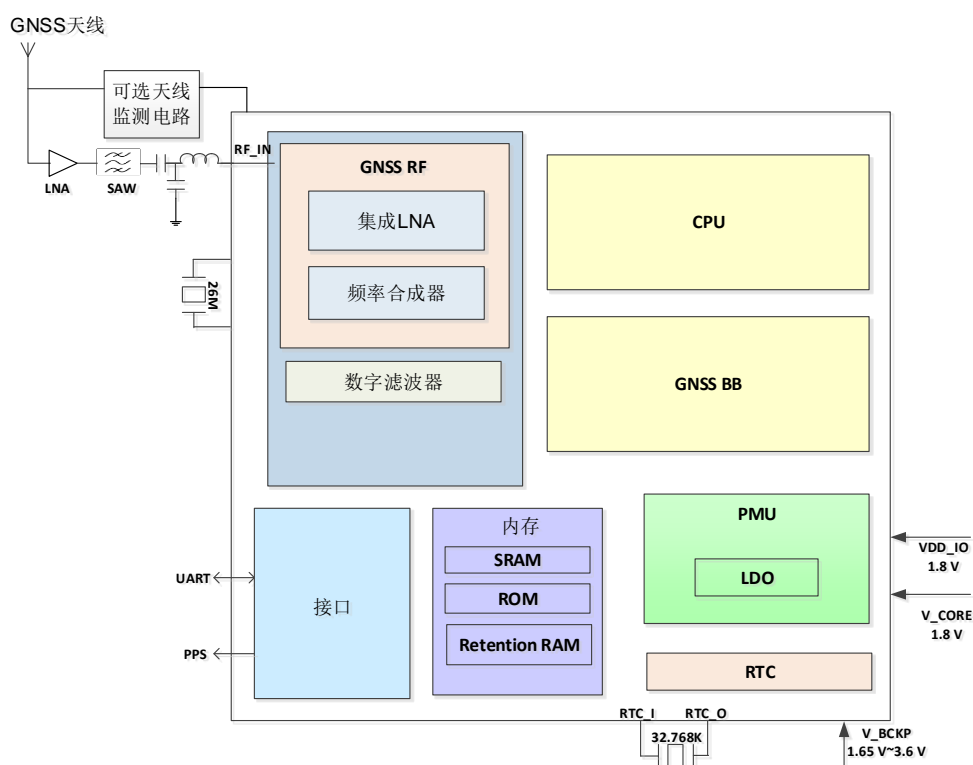 GNSS天线
可选天线
监测电路
RF_IN
LNA
SAW
GNSS RF
集成LNA
频率合成器
数字滤波器
CPU
GNSS BB
26M
内存
SRAM
ROM
Retention RAM
接口
UART
PPS
PMU
LDO
VDD_IO
1.8 V
V_CORE
1.8 V
RTC
RTC_I
RTC_O
32.768K
V_BCKP
1.65 V~3.6 V